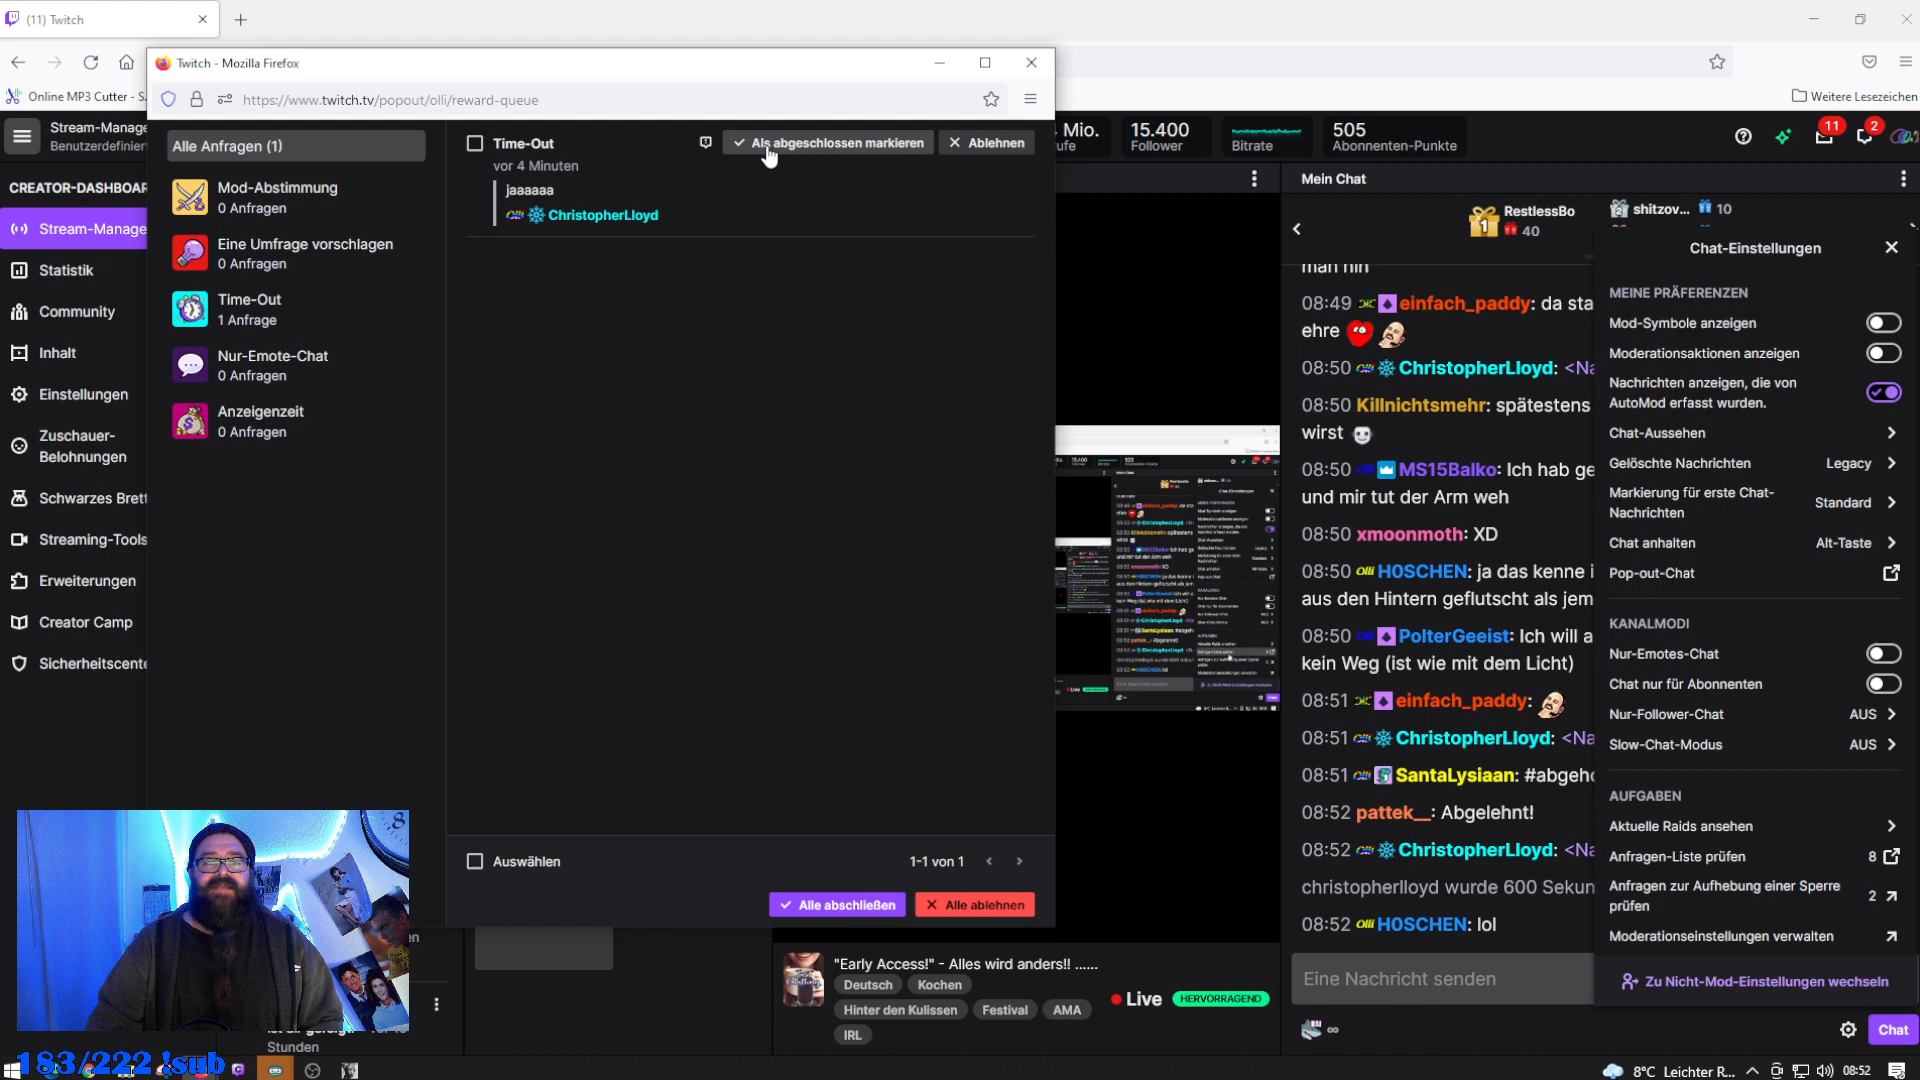 (11) Twitch
Twitch - Mozilla Firefox
https://www.twitch.tv/popout/olli/reward-queue
Online MP3 Cutter - S
Weitere Lesezeichen
Stream-Manage
Benutzerdefinier
CREATOR-DASHBOAR
Stream-Manage
Statistik
Community
Inhalt
Einstellungen
Zuschauer-
Belohnungen
Schwarzes Brett
Streaming-Tools
Erweiterungen
Creator Camp
Sicherheitscente
Alle Anfragen (1)
Mod-Abstimmung
0 Anfragen
Eine Umfrage vorschlagen
0 Anfragen
Time-Out
1 Anfrage
Nur-Emote-Chat
0 Anfragen
Anzeigenzeit
0 Anfragen
Time-Out
vor 4 Minuten
jaaaaaa
ChristopherLloyd
Als abgeschlossen markieren
Ablehnen
Auswählen
1-1 von 1
Alle abschließen
Alle ablehnen
Mio.
15.400
Follower
Bitrate
505
Abonnenten-Punkte
11
2
Mein Chat
1
RestlessBo
40
2
shitzov...
10
08:49 einfach_paddy: da sta
ehre
08:50 ChristopherLloyd: <Na
08:50 Killnichtsmehr: spätestens
wirst
08:50 MS15Balko: Ich hab ge
und mir tut der Arm weh
08:50 xmoonmoth: XD
08:50 Olli H0SCHEN: ja das kenne i
aus den Hintern geflutscht als jem
08:50 PolterGeeist: Ich will a
kein Weg (ist wie mit dem Licht)
08:51 einfach_paddy:
08:51 ChristopherLloyd: <Na
08:51 SantaLysiaan: #abgeho
08:52 pattek__: Abgelehnt!
08:52 ChristopherLloyd: <Na
christopherlloyd wurde 600 Sekun
08:52 Olli H0SCHEN: lol
Eine Nachricht senden
∞
Chat
Chat-Einstellungen
MEINE PRÄFERENZEN
Mod-Symbole anzeigen
Moderationsaktionen anzeigen
Nachrichten anzeigen, die von
AutoMod erfasst wurden.
Chat-Aussehen
Gelöschte Nachrichten Legacy
Markierung für erste Chat-
Nachrichten Standard
Chat anhalten Alt-Taste
Pop-out-Chat
KANALMODI
Nur-Emotes-Chat
Chat nur für Abonnenten
Nur-Follower-Chat AUS
Slow-Chat-Modus AUS
AUFGABEN
Aktuelle Raids ansehen
Anfragen-Liste prüfen 8
Anfragen zur Aufhebung einer Sperre
prüfen 2
Moderationseinstellungen verwalten
Zu Nicht-Mod-Einstellungen wechseln
"Early Access!" - Alles wird anders!! ......
Deutsch
Kochen
Hinter den Kulissen
Festival
AMA
IRL
Live
HERVORRAGEND
Stunden
183/222 !sub
8°C Leichter R...
08:52